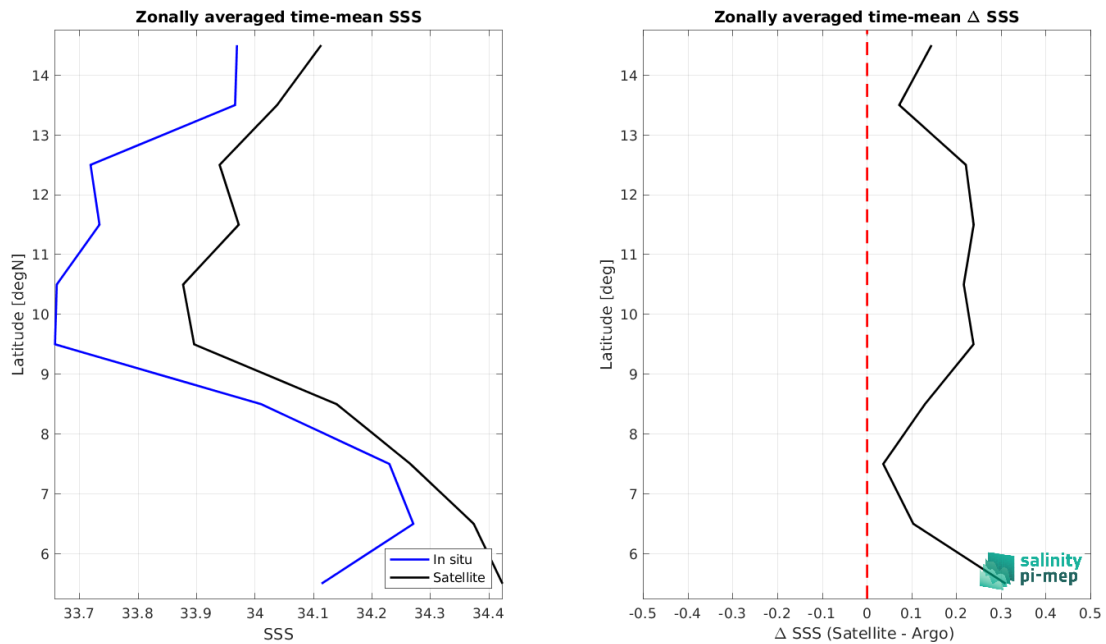 Zonally averaged time-mean SSS
14
13
12
11
10
9
8
7
6
Latitude [degN]
33.7 33.8 33.9 34 34.1 34.2 34.3 34.4
SSS
In situ
Satellite
Zonally averaged time-mean Δ SSS
14
13
12
11
10
9
8
7
6
Latitude [deg]
-0.5 -0.4 -0.3 -0.2 -0.1 0 0.1 0.2 0.3 0.4 0.5
Δ SSS (Satellite - Argo)
salinity
pi-mep